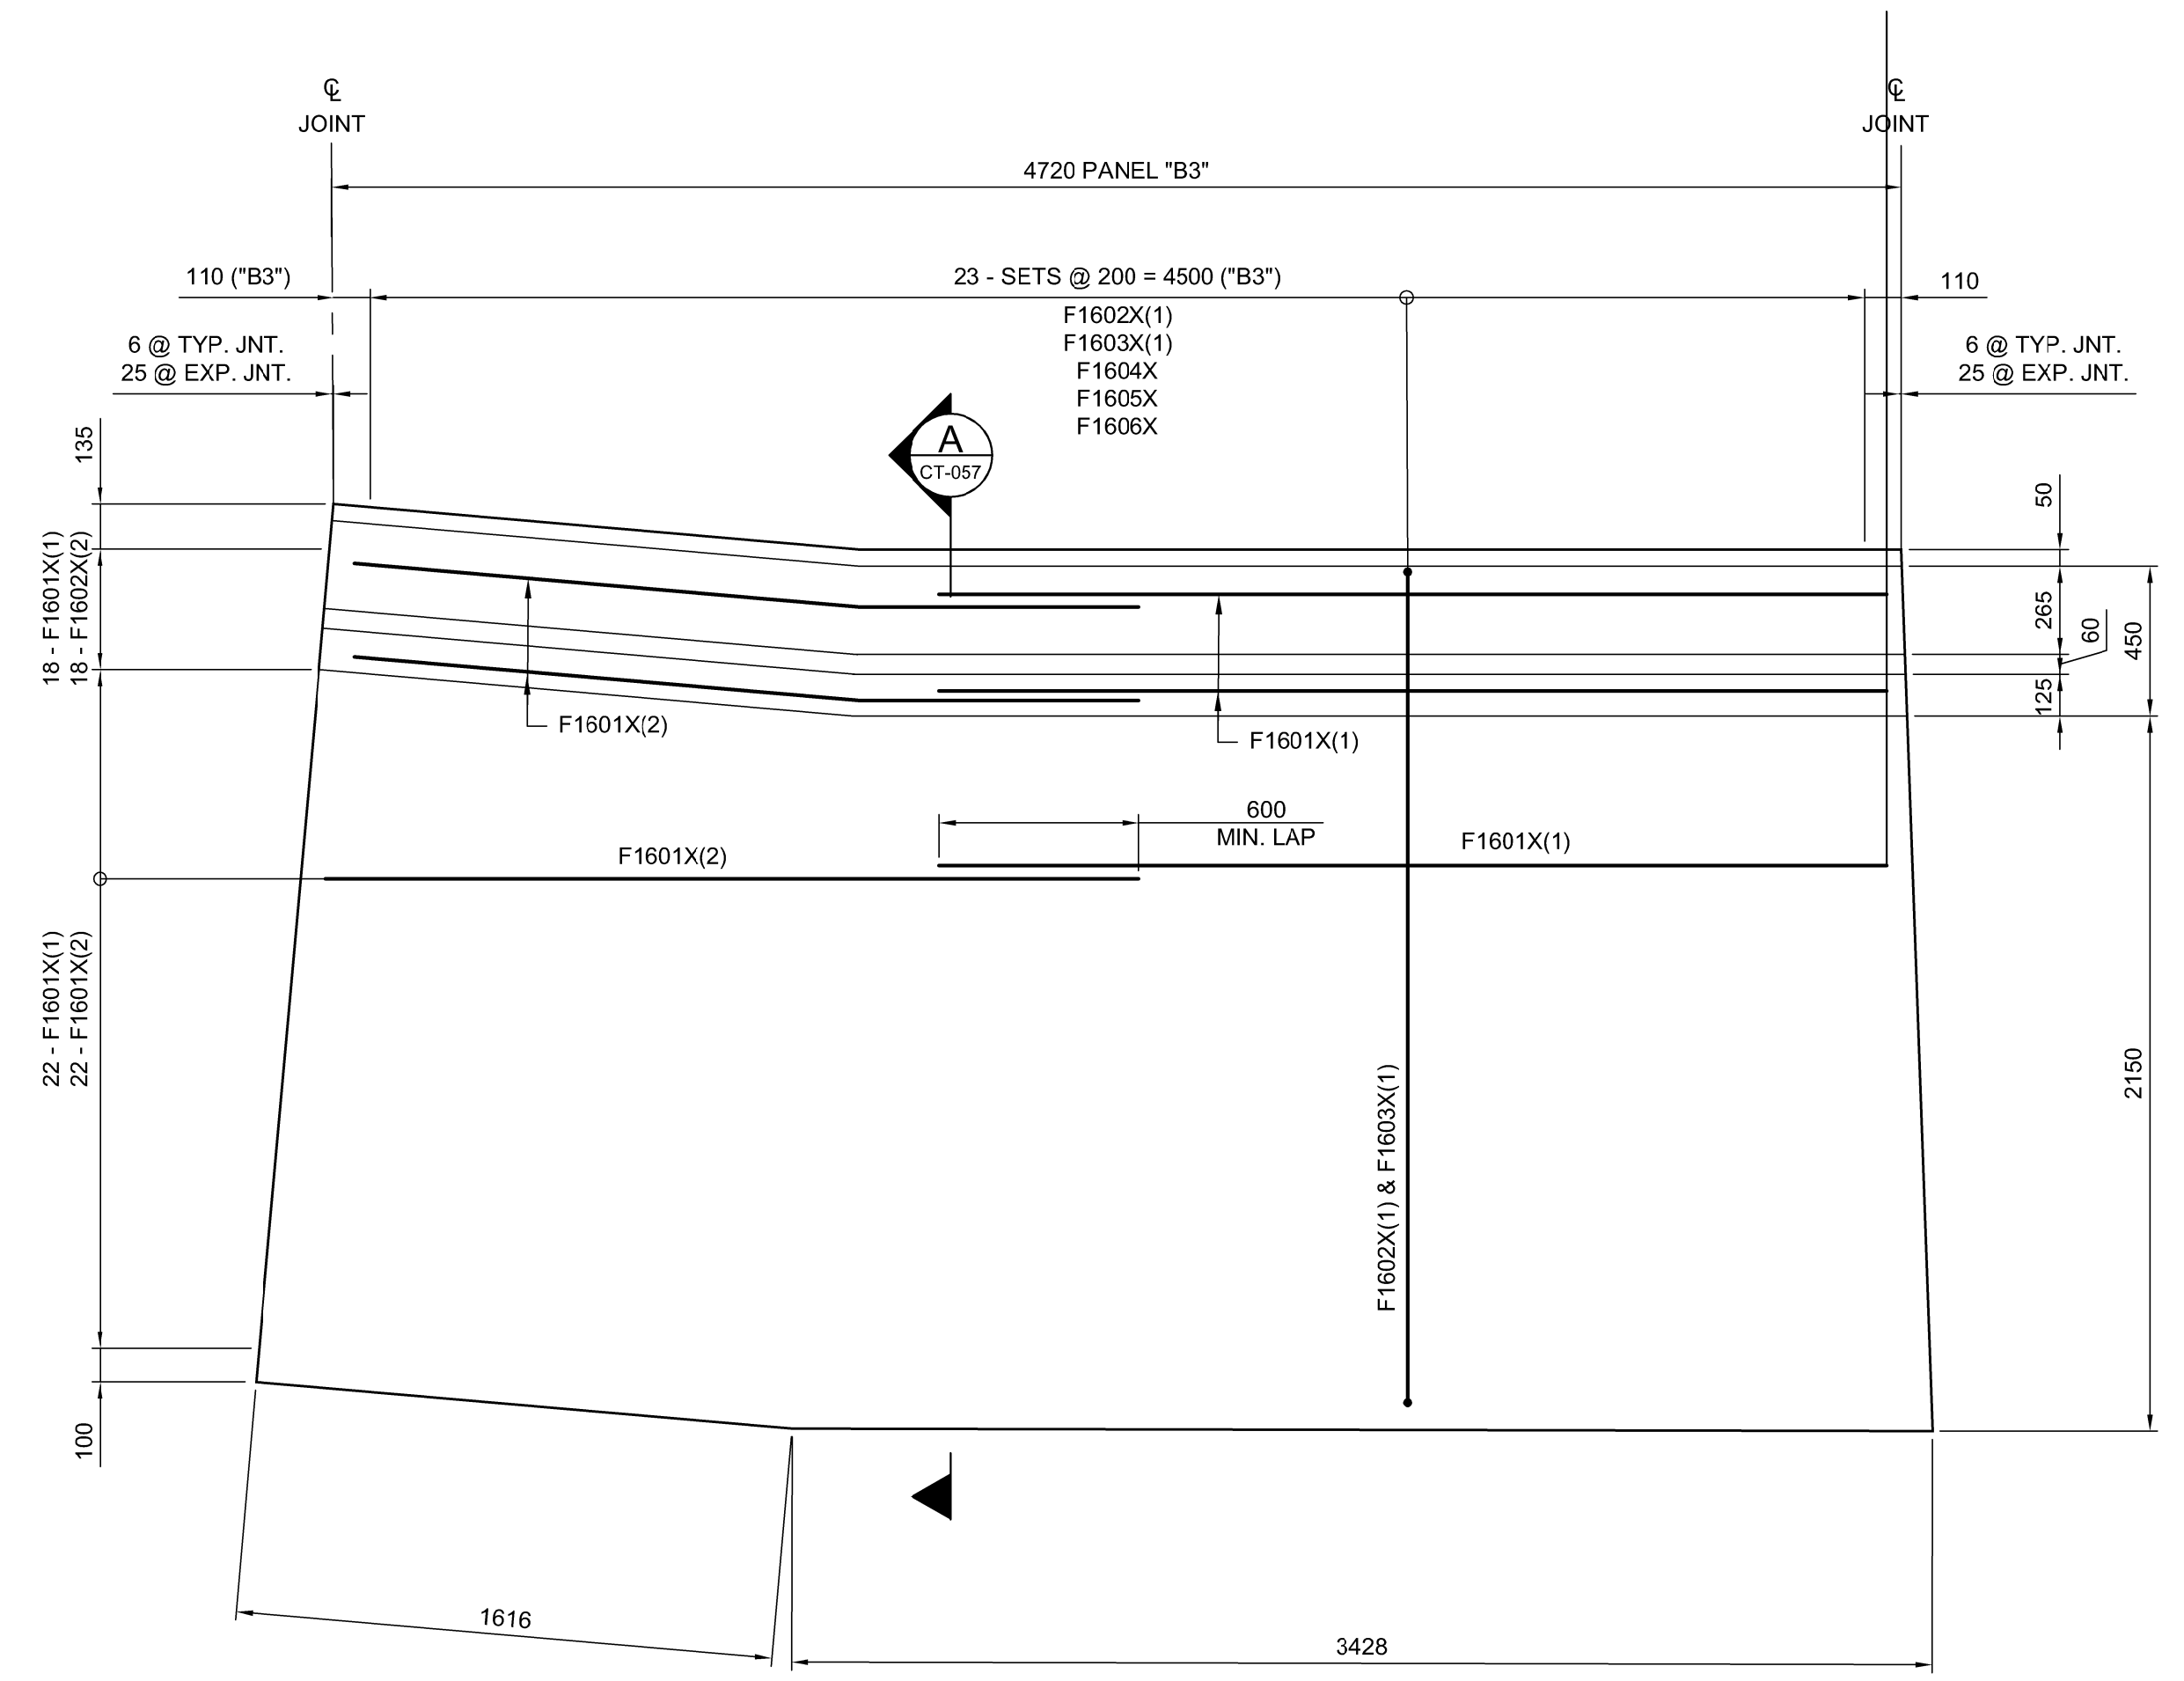 ℄
JOINT
℄
JOINT
4720 PANEL "B3"
110 ("B3")
23 - SETS @ 200 = 4500 ("B3")
F1602X(1)
F1603X(1)
F1604X
F1605X
F1606X
110
6 @ TYP. JNT.
25 @ EXP. JNT.
6 @ TYP. JNT.
25 @ EXP. JNT.
A
CT-057
135
18 - F1601X(1)
18 - F1602X(2)
50
265
60
450
125
F1601X(2)
F1601X(1)
600
MIN. LAP
F1601X(2)
F1601X(1)
22 - F1601X(1)
22 - F1601X(2)
F1602X(1) & F1603X(1)
2150
100
1616
3428